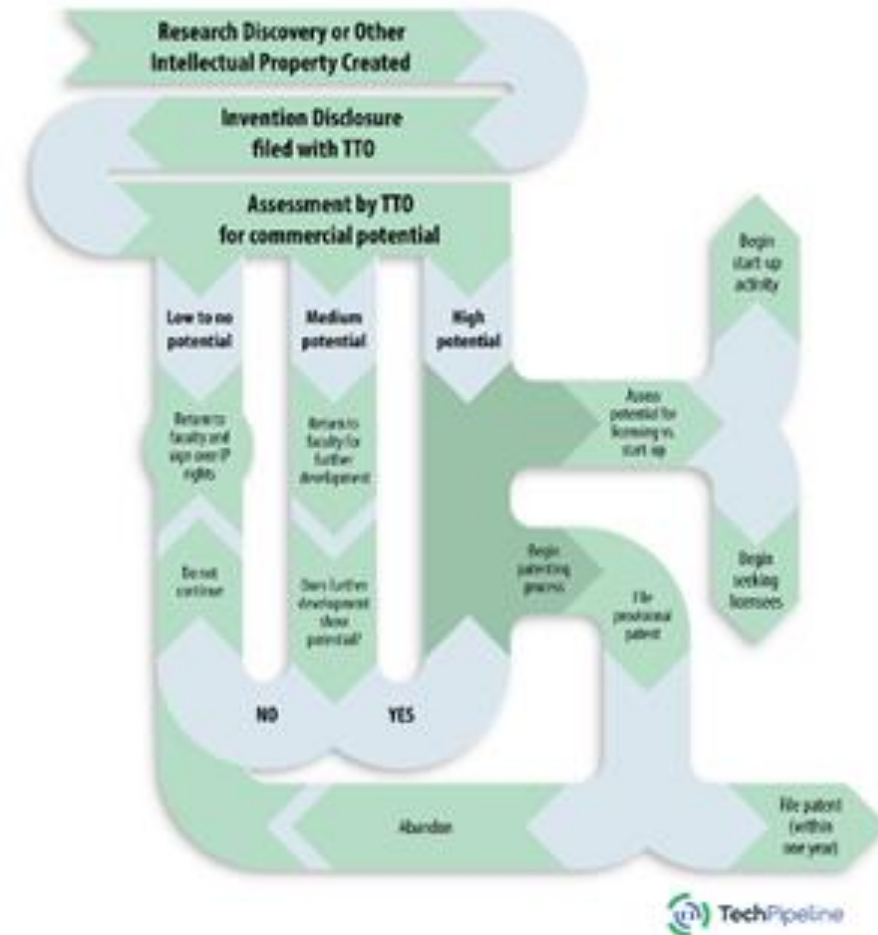 Research Discovery or Other
Intellectual Property Created
Invention Disclosure
filed with TTO
Assessment by TTO
for commercial potential
Low to no
potential
Medium
potential
High
potential
Return to
faculty and
sign over IP
rights
Return to
faculty for
further
development
Do not
continue
Does further
development
show
potential?
NO
YES
Begin
patenting
process
File
provisional
patent
Assess
potential for
licensing vs.
start up
Begin
start up
activity
Begin
seeking
licensees
Abandon
File patent
(within
one year)
TechPipeline